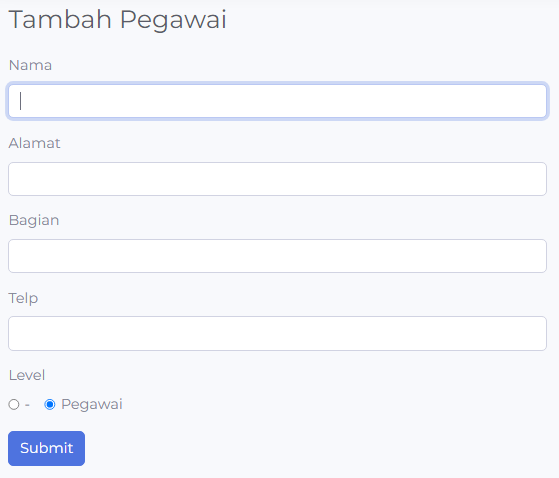 Tambah Pegawai
Nama
Alamat
Bagian
Telp
Level
- Pegawai
Submit